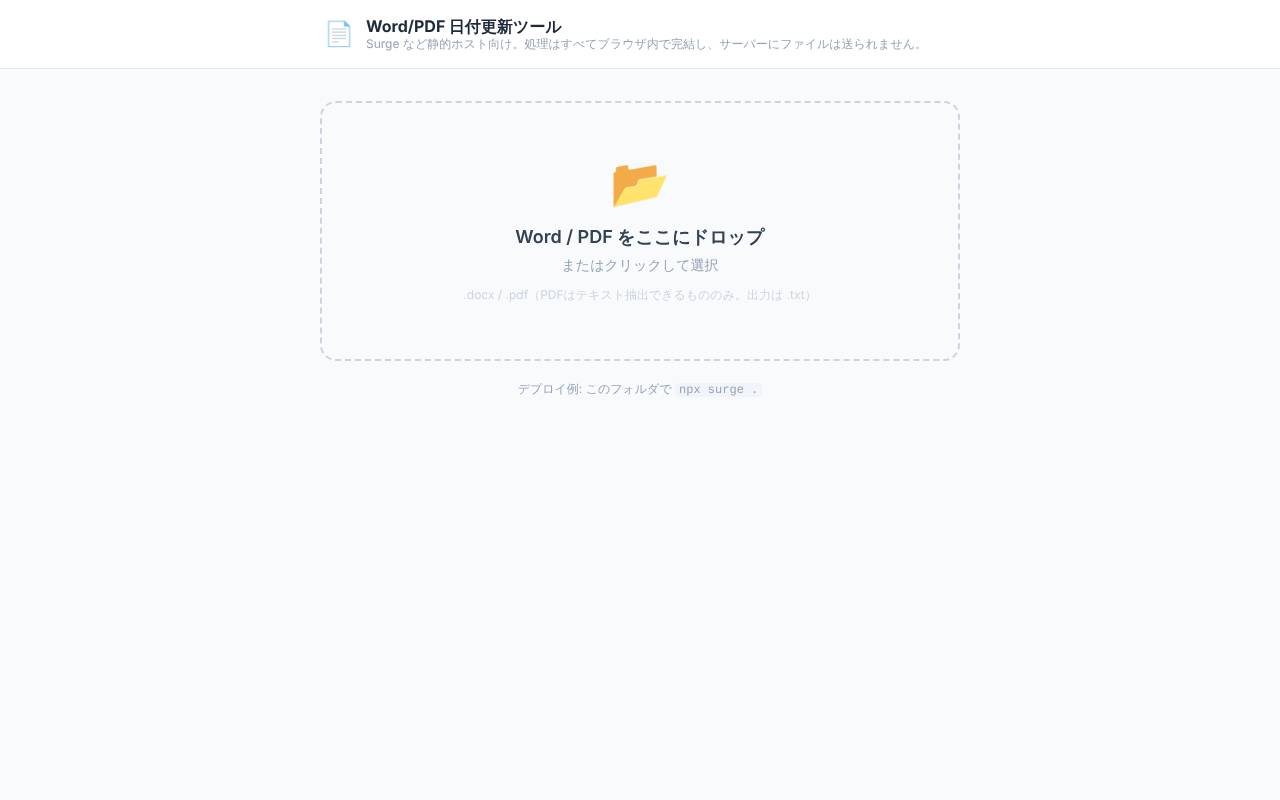 Word/PDF 日付更新ツール
Surge など静的ホスト向け。処理はすべてブラウザ内で完結し、サーバーにファイルは送られません。
Word / PDF をここにドロップ
またはクリックして選択
.docx / .pdf（PDFはテキスト抽出できるもののみ。出力は .txt）
デプロイ例: このフォルダで npx surge .